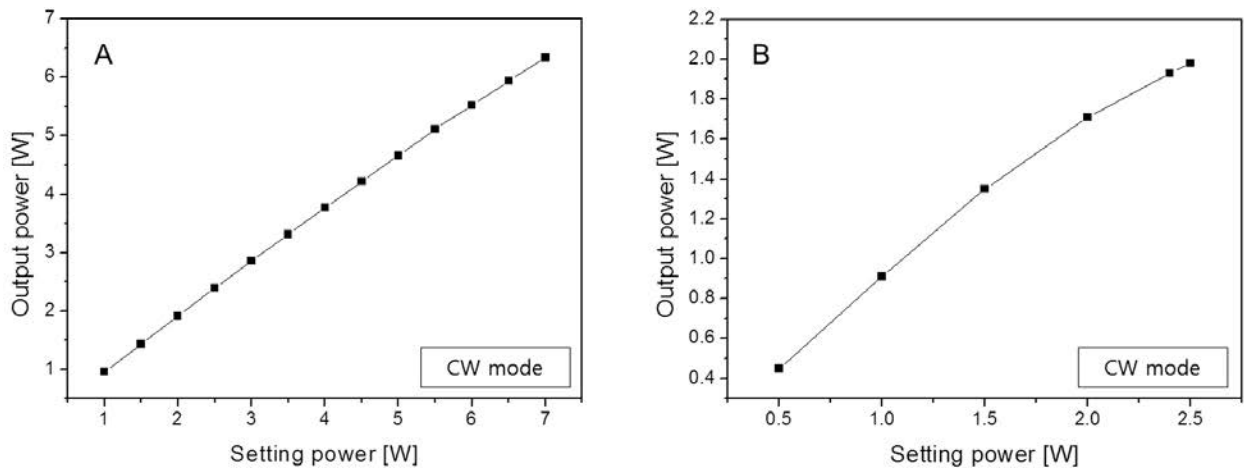 A
Output power [W]
7
6
5
4
3
2
1
CW mode
1 2 3 4 5 6 7
Setting power [W]
B
Output power [W]
2.2
2.0
1.8
1.6
1.4
1.2
1.0
0.8
0.6
0.4
CW mode
0.5 1.0 1.5 2.0 2.5
Setting power [W]